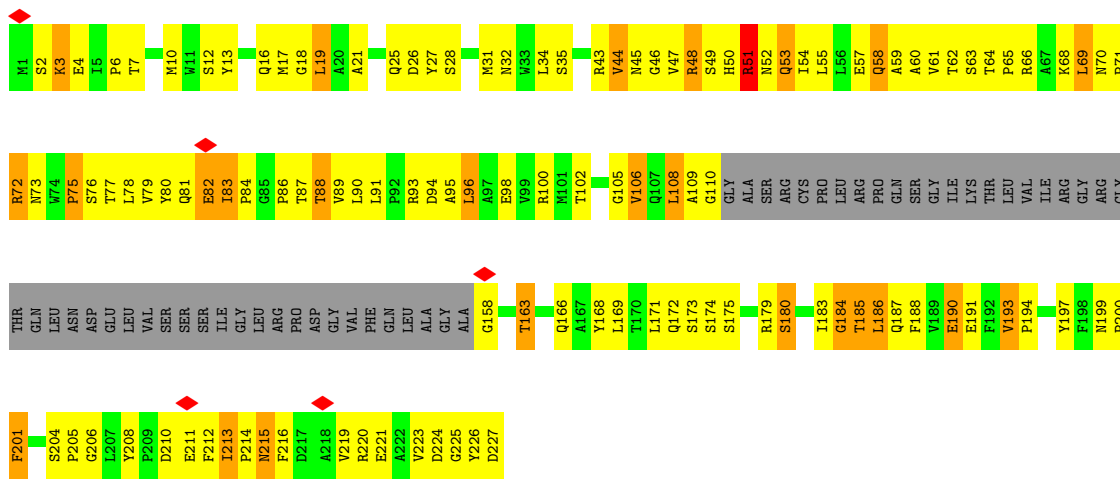 M1 S2 K3 E4 I5 P6 T7 M10 W11 S12 Y13 Q16 M17 G18 L19 A20 A21 Q25 D26 Y27 S28 M31 N32 W33 L34 S35 R43 V44 N45 G46 V47 R48 S49 H50 R51 N52 Q53 I54 L55 L56 E57 Q58 A59 A60 V61 T62 S63 T64 P65 R66 A67 K68 L69 N70
R72 N73 W74 P75 S76 T77 L78 V79 Y80 Q81 E82 I83 P84 G85 P86 T87 T88 V89 L90 L91 P92 R93 D94 A95 L96 A97 E98 V99 R100 M101 T102 G105 V106 Q107 L108 A109 G110 GLY ALA SER ARG CYS PRO LEU ARG PRO GLN SER GLY ILE LYS THR LEU VAL ILE ARG GLY ARG
THR GLN LEU ASN ASP GLU LEU VAL SER SER SER ILE GLY LEU ARG PRO ASP GLY VAL PHE GLN LEU ALA GLY ALA G158 T163 Q166 A167 Y168 L169 T170 L171 Q172 S173 S174 S175 R179 S180 I183 G184 T185 L186 Q187 F188 V189 E190 E191 F192 V193 P194 Y197 F198 N199
F201 S204 P205 G206 L207 Y208 P209 D210 E211 F212 I213 P214 N215 F216 D217 A218 V219 R220 E221 A222 V223 D224 G225 Y226 D227